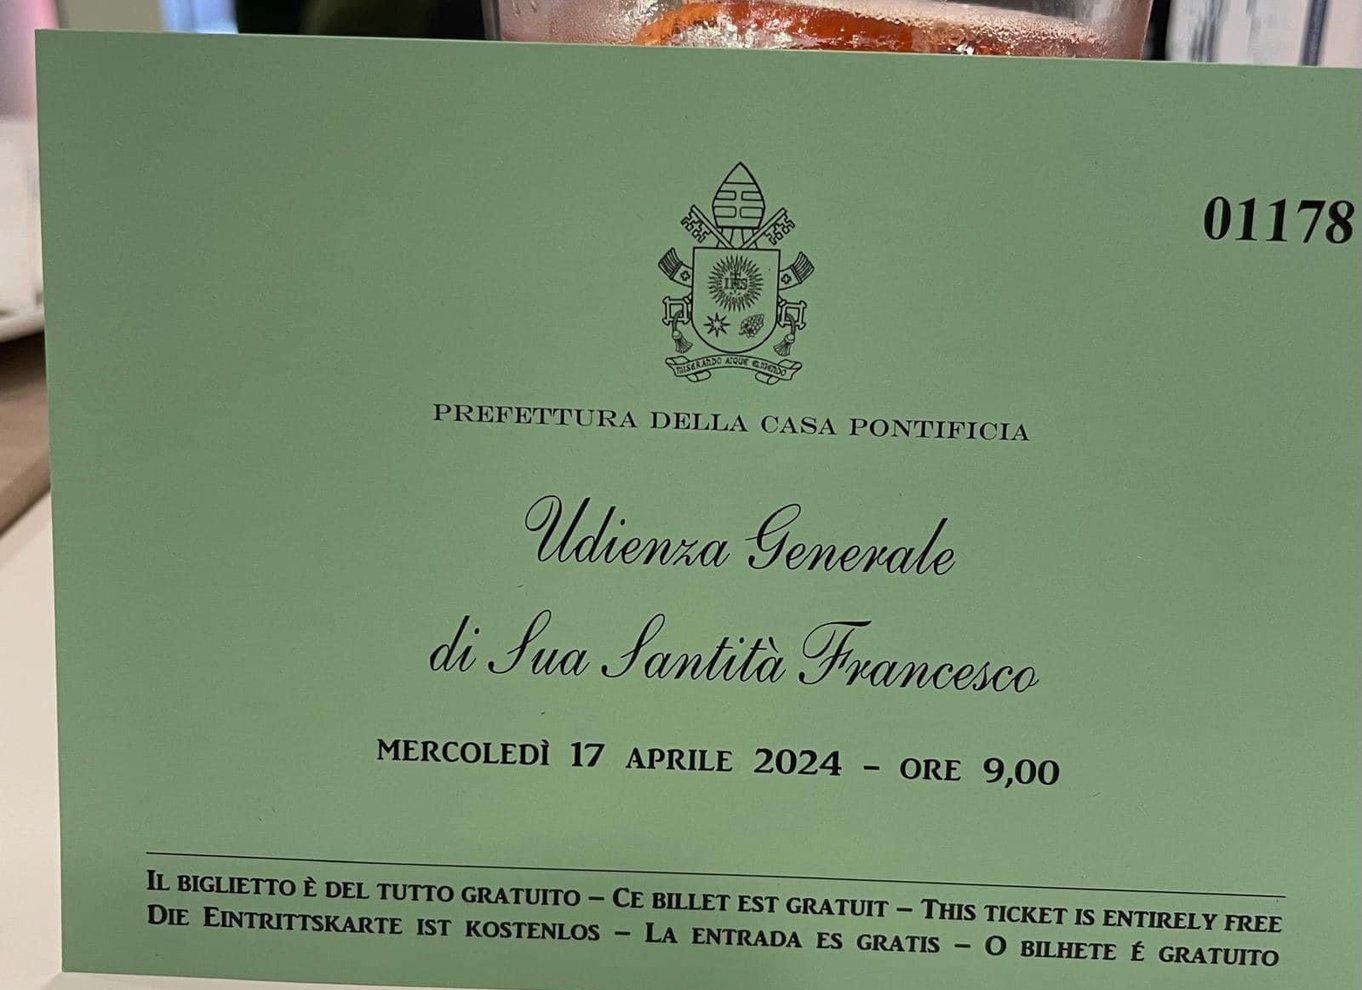 01178
IHS
MISERANDO ATQUE ELIGENDO
PREFETTURA DELLA CASA PONTIFICIA
Udienza Generale
di Sua Santità Francesco
MERCOLEDÌ 17 APRILE 2024 – ORE 9,00
IL BIGLIETTO È DEL TUTTO GRATUITO – CE BILLET EST GRATUIT – THIS TICKET IS ENTIRELY FREE
DIE EINTRITTSKARTE IST KOSTENLOS – LA ENTRADA ES GRATIS – O BILHETE É GRATUITO